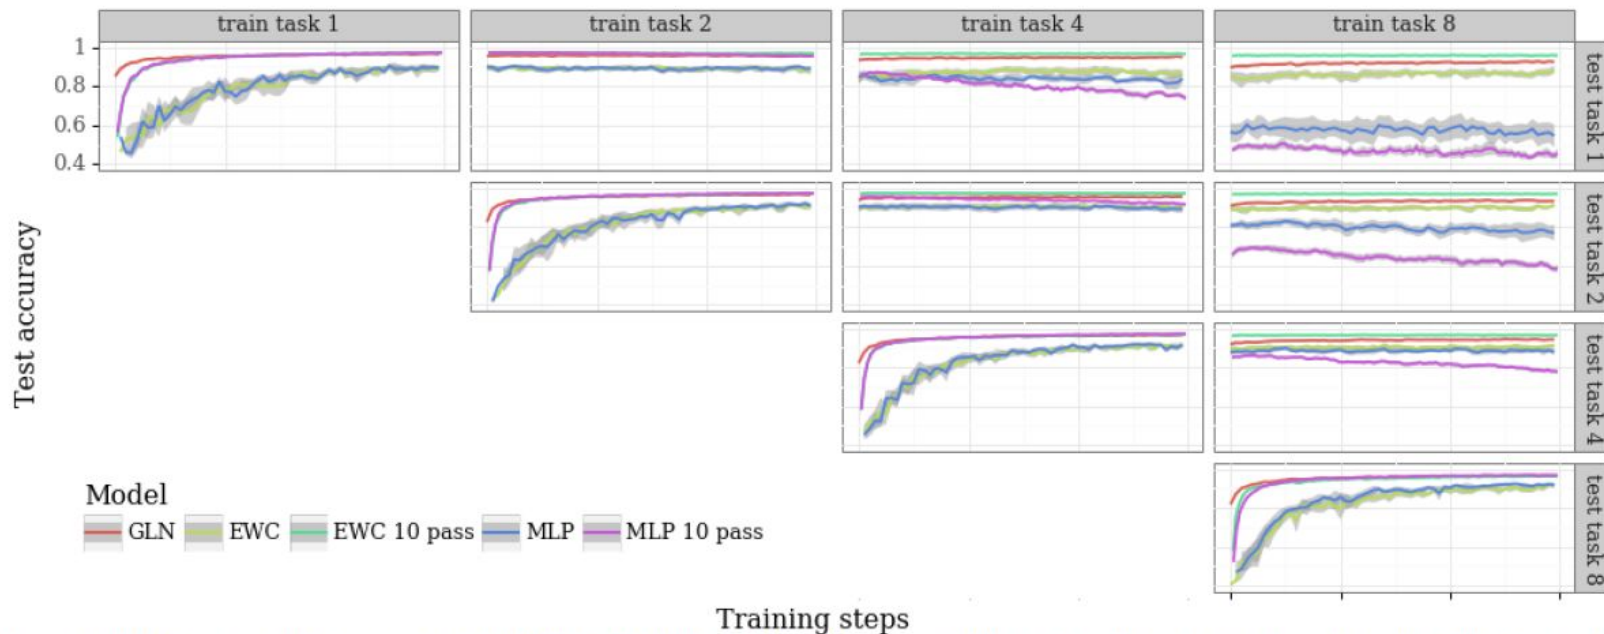 train task 1 train task 2 train task 4 train task 8
1
0.8
0.6
0.4
test task 1
test task 2
test task 4
test task 8
Test accuracy
Model
GLN EWC EWC 10 pass MLP MLP 10 pass
Training steps